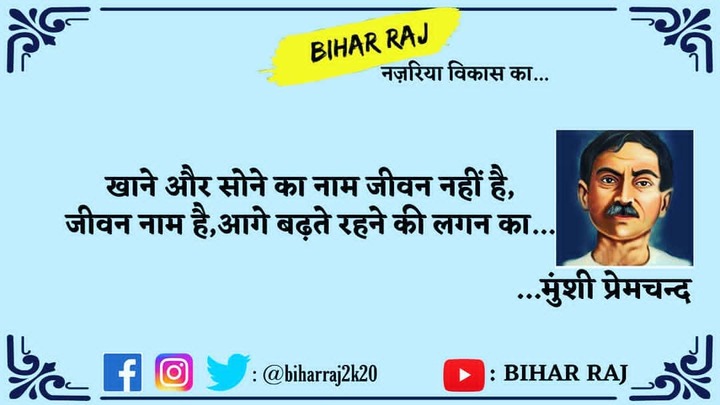 BIHAR RAJ
नज़रिया विकास का...
खाने और सोने का नाम जीवन नहीं है,
जीवन नाम है,आगे बढ़ते रहने की लगन का...
...मुंशी प्रेमचन्द
: @biharraj2k20
: BIHAR RAJ